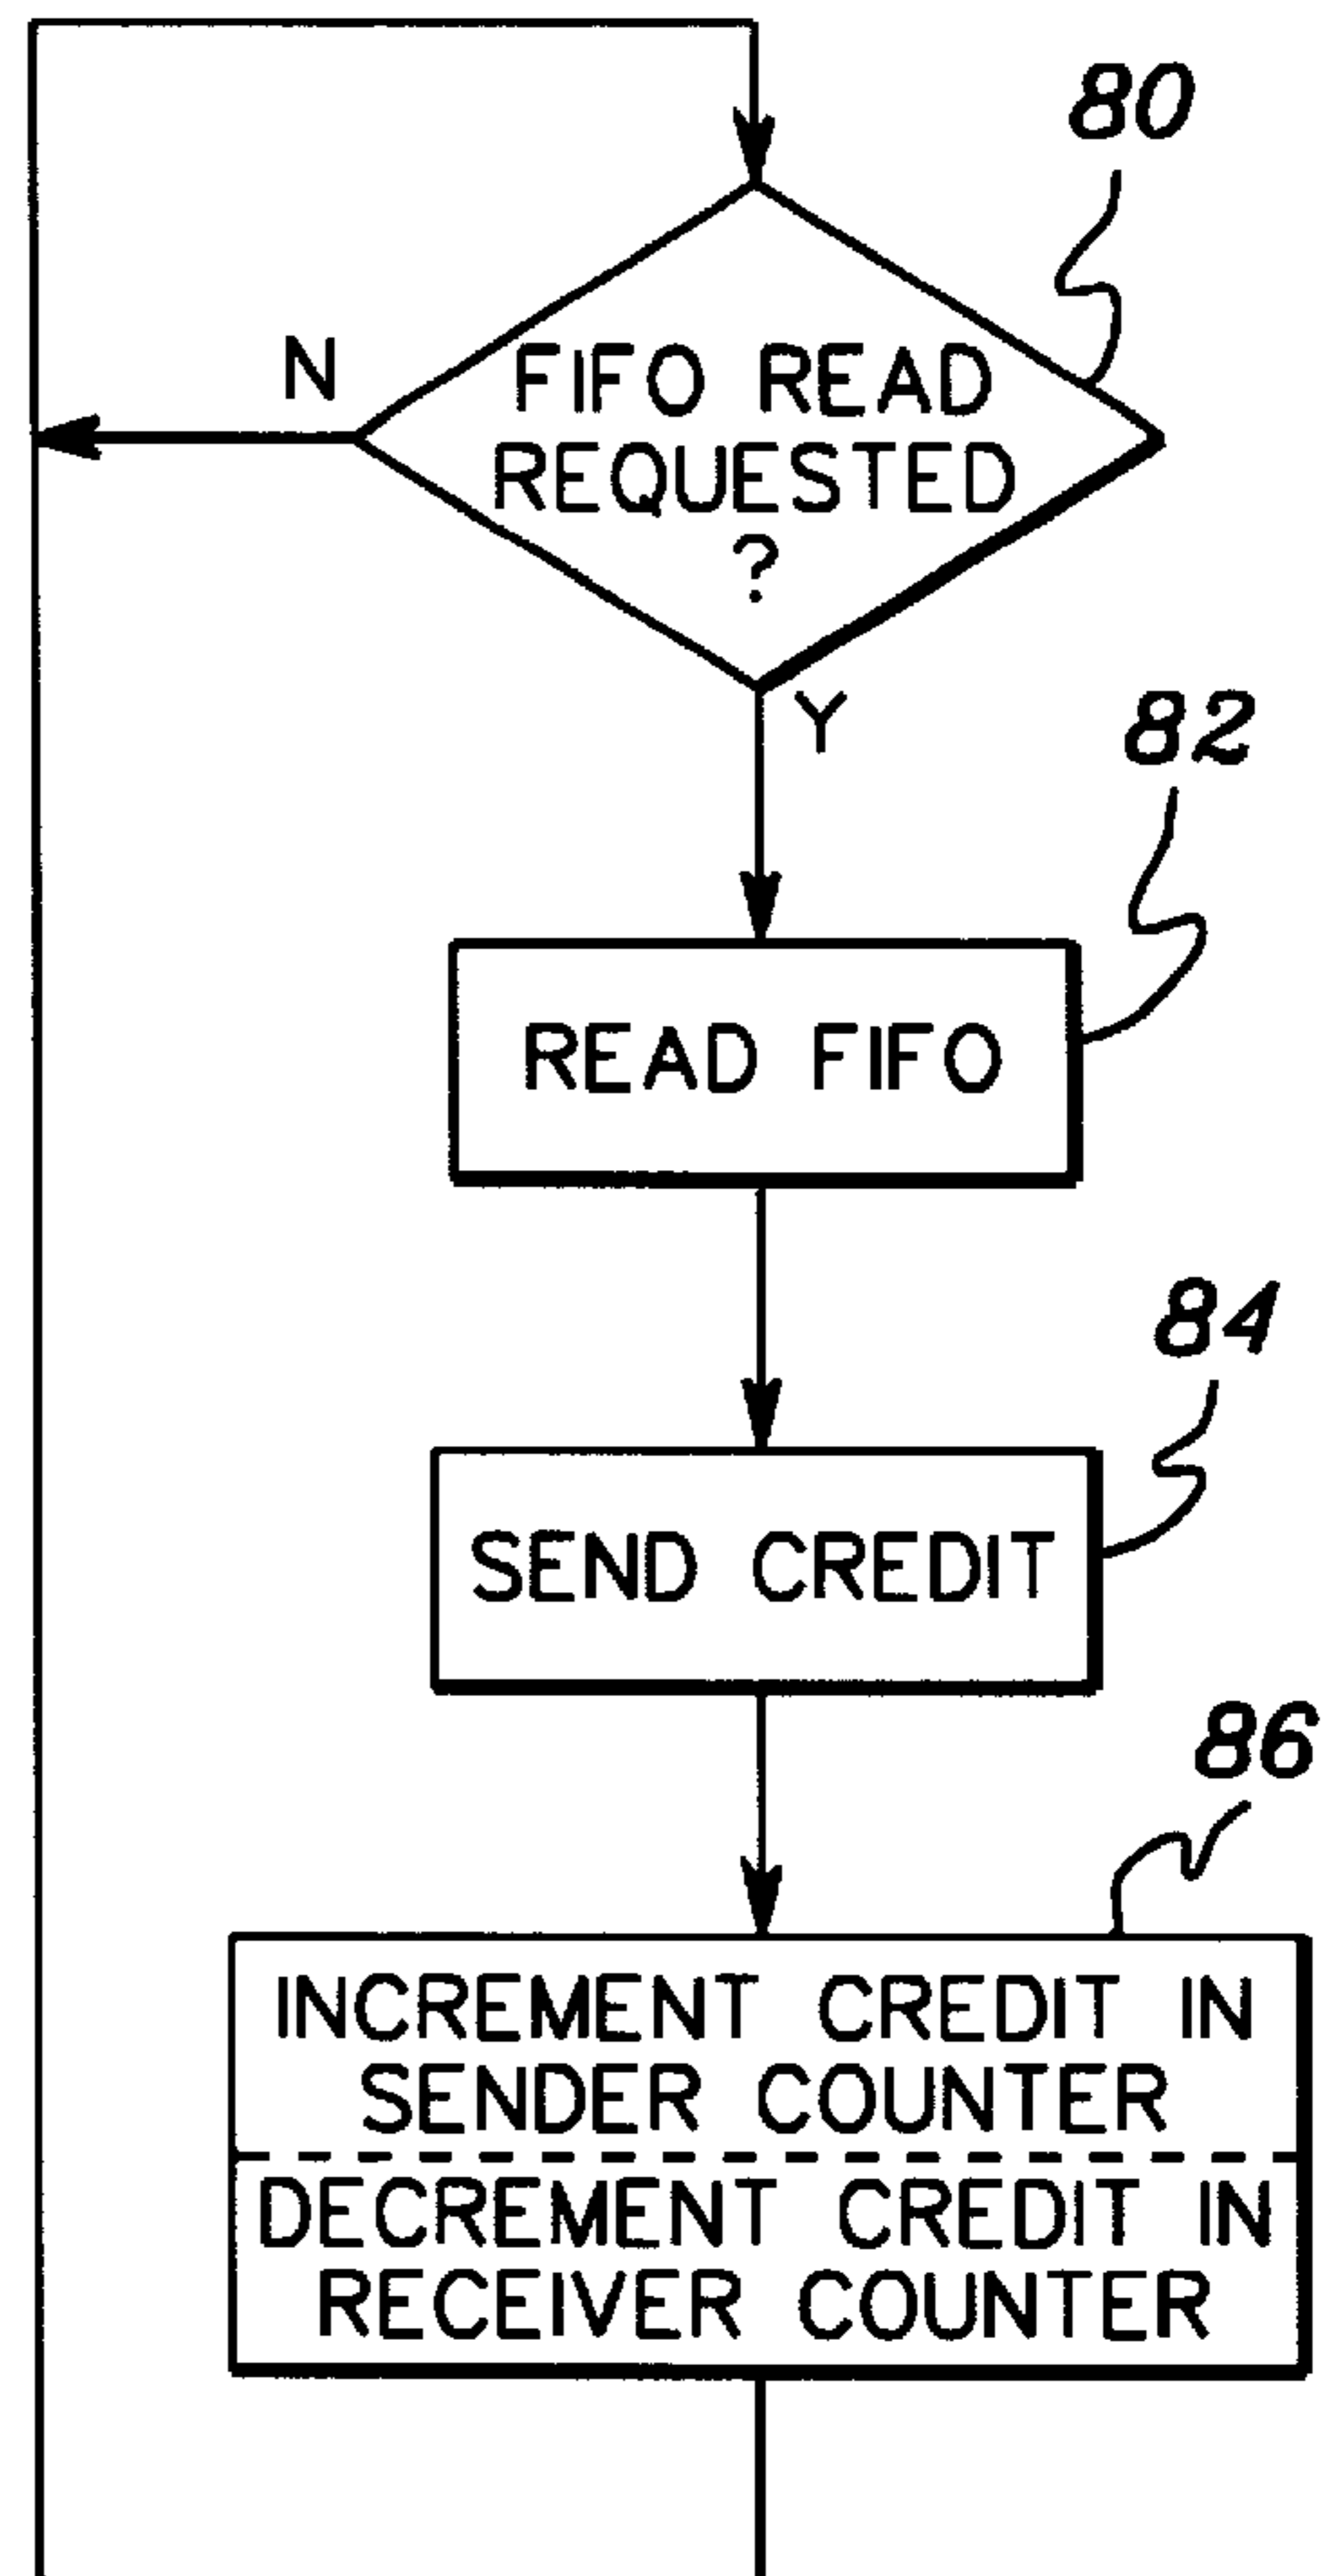 80
N
FIFO READ
REQUESTED
?
Y
82
READ FIFO
84
SEND CREDIT
86
INCREMENT CREDIT IN
SENDER COUNTER
DECREMENT CREDIT IN
RECEIVER COUNTER